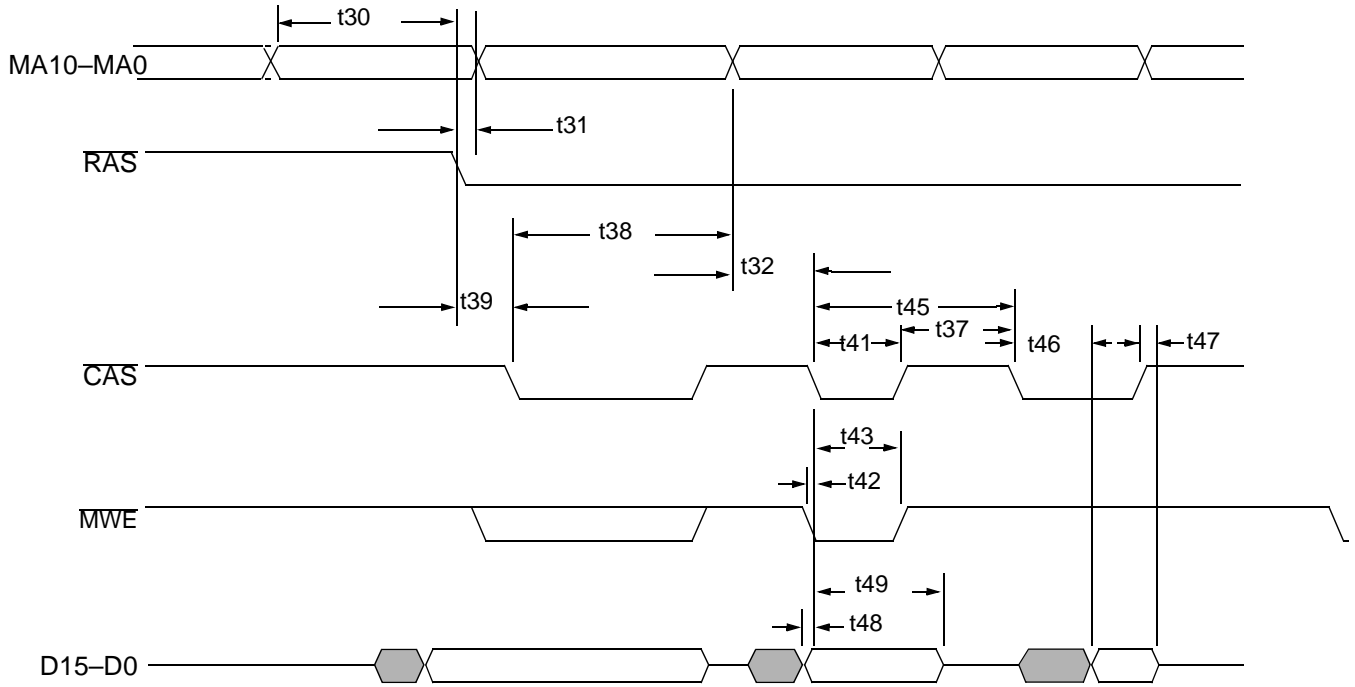 t30
MA10–MA0
t31
RAS
t38
t32
t39
t45
t37
t41
t46
t47
CAS
t43
t42
MWE
t49
t48
D15–D0